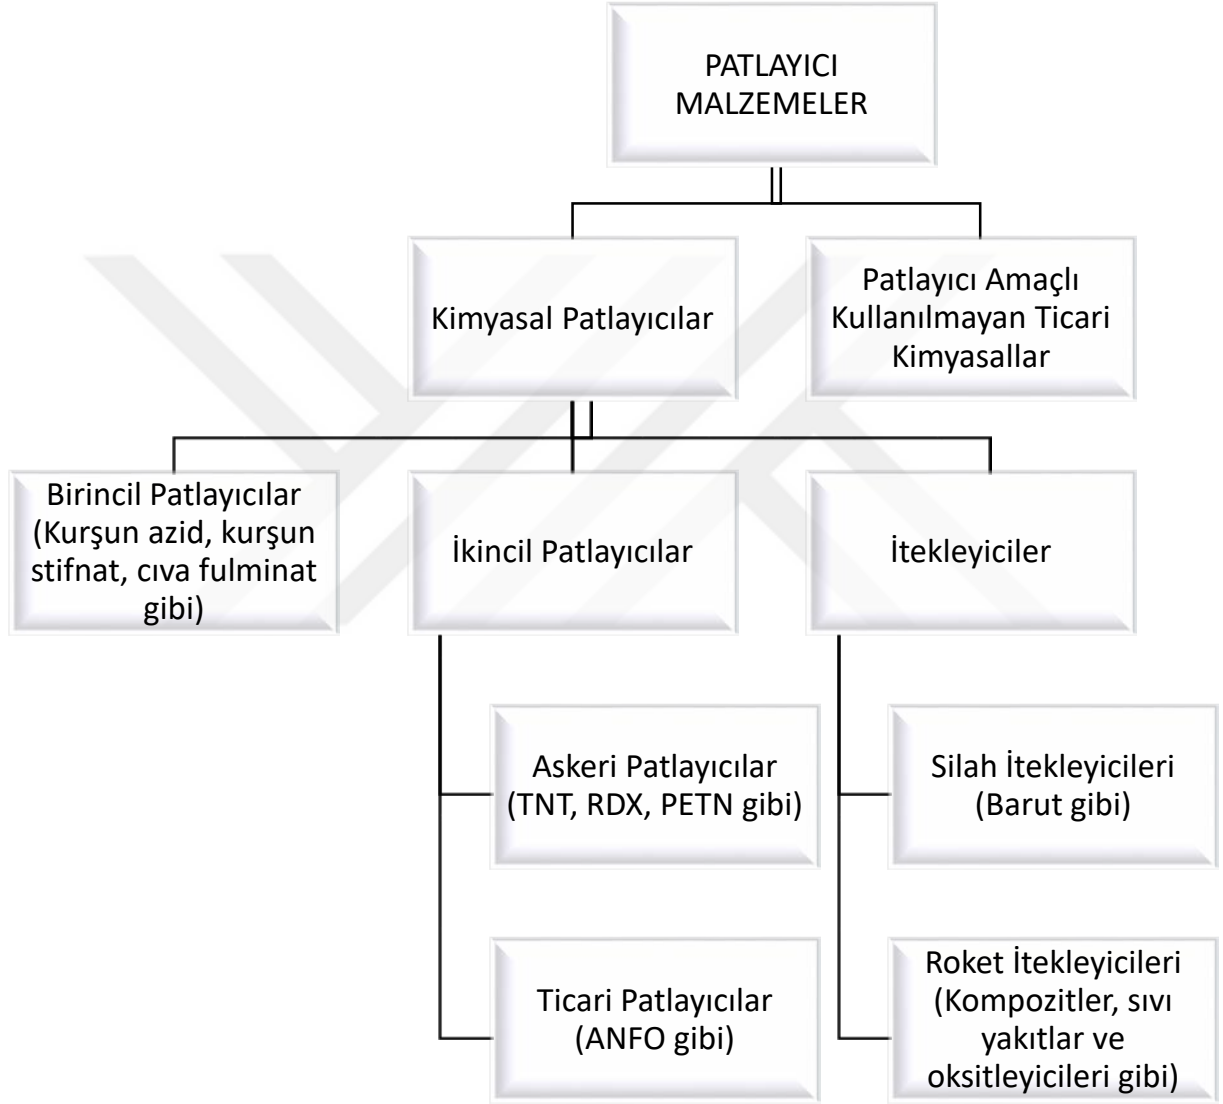 PATLAYICI
MALZEMELER
Kimyasal Patlayıcılar
Patlayıcı Amaçlı
Kullanılmayan Ticari
Kimyasallar
Birincil Patlayıcılar
(Kurşun azid, kurşun
stifnat, cıva fulminat
gibi)
İkincil Patlayıcılar
İtekleyiciler
Askeri Patlayıcılar
(TNT, RDX, PETN gibi)
Silah İtekleyicileri
(Barut gibi)
Ticari Patlayıcılar
(ANFO gibi)
Roket İtekleyicileri
(Kompozitler, sıvı
yakıtlar ve
oksitleyicileri gibi)